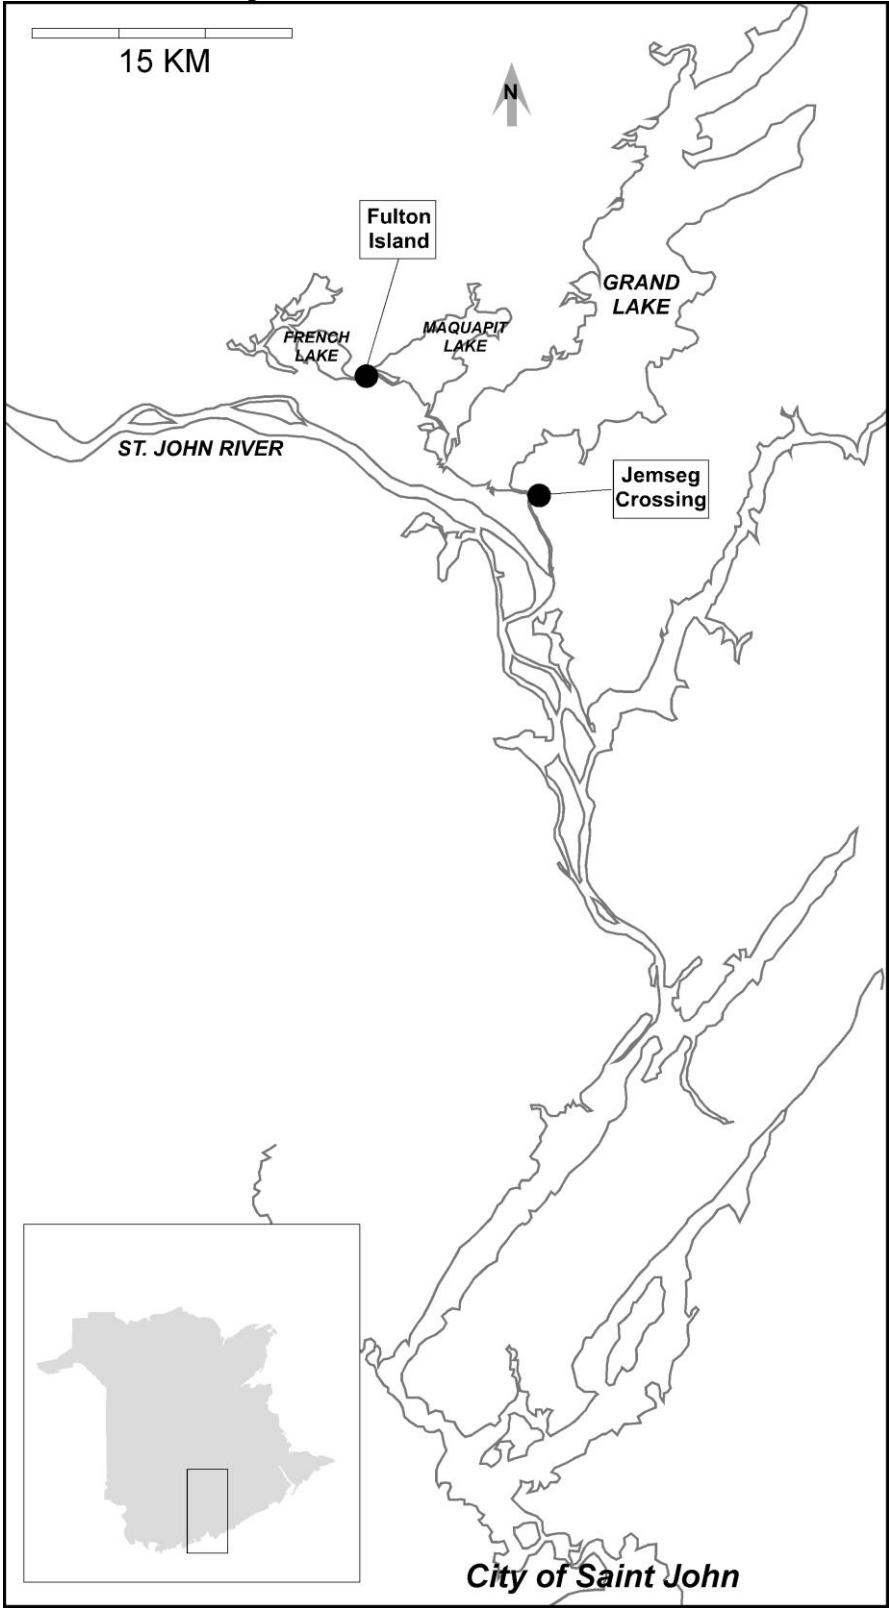 15 KM
N
Fulton
Island
GRAND
LAKE
FRENCH
LAKE
MAQUAPIT
LAKE
ST. JOHN RIVER
Jemseg
Crossing
City of Saint John